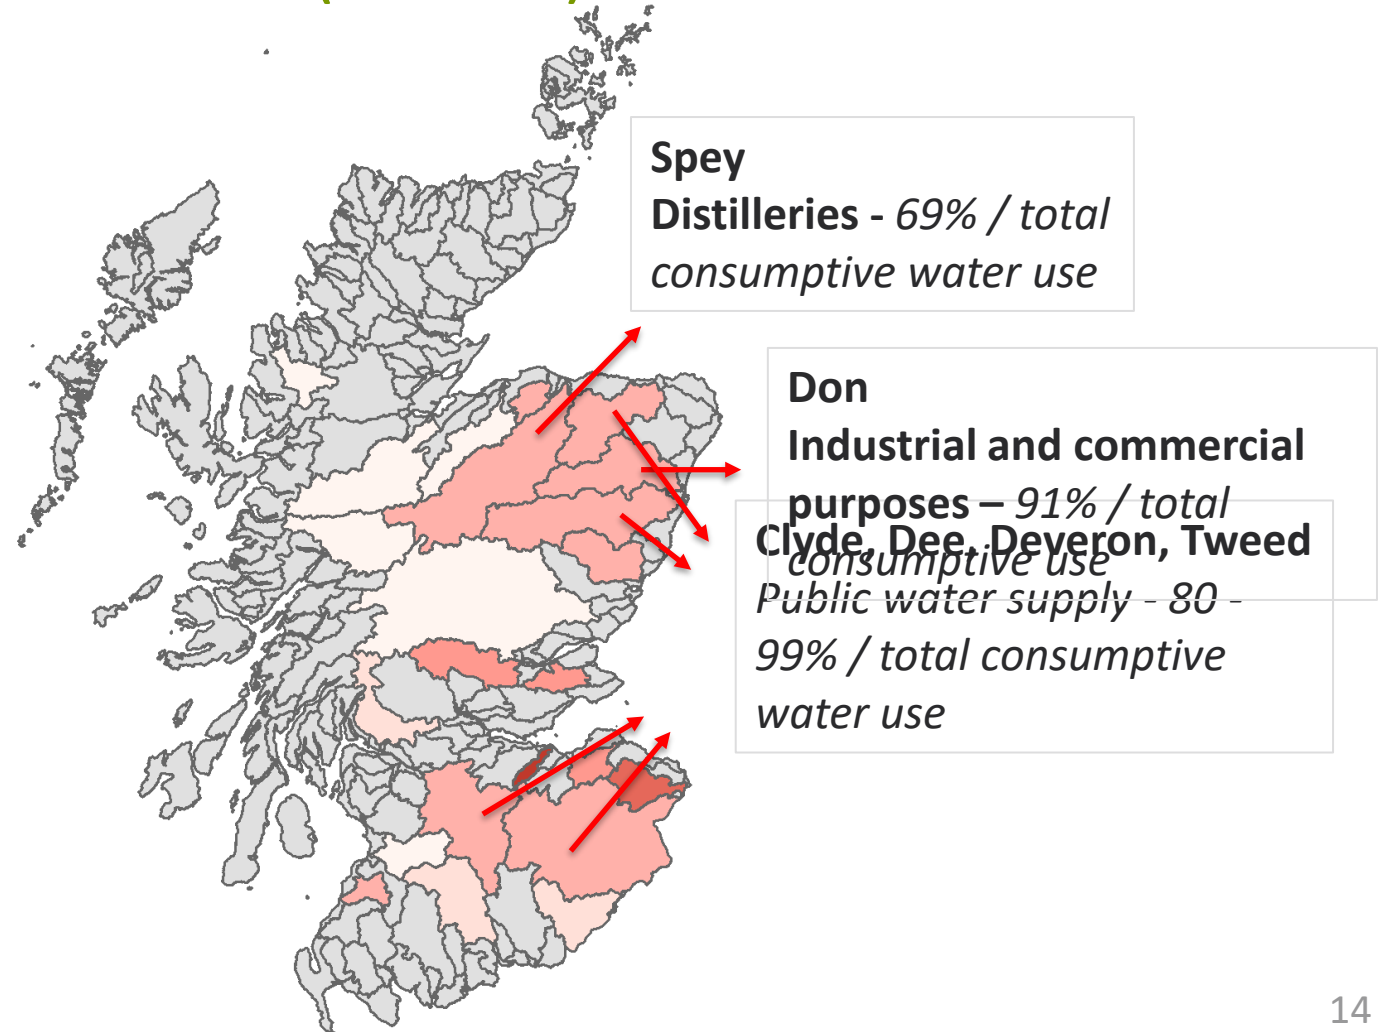 Spey
Distilleries - 69% / total
consumptive water use
Don
Industrial and commercial
purposes – 91% / total
consumptive use
Clyde, Dee, Deveron, Tweed
Public water supply - 80 -
99% / total consumptive
water use
14